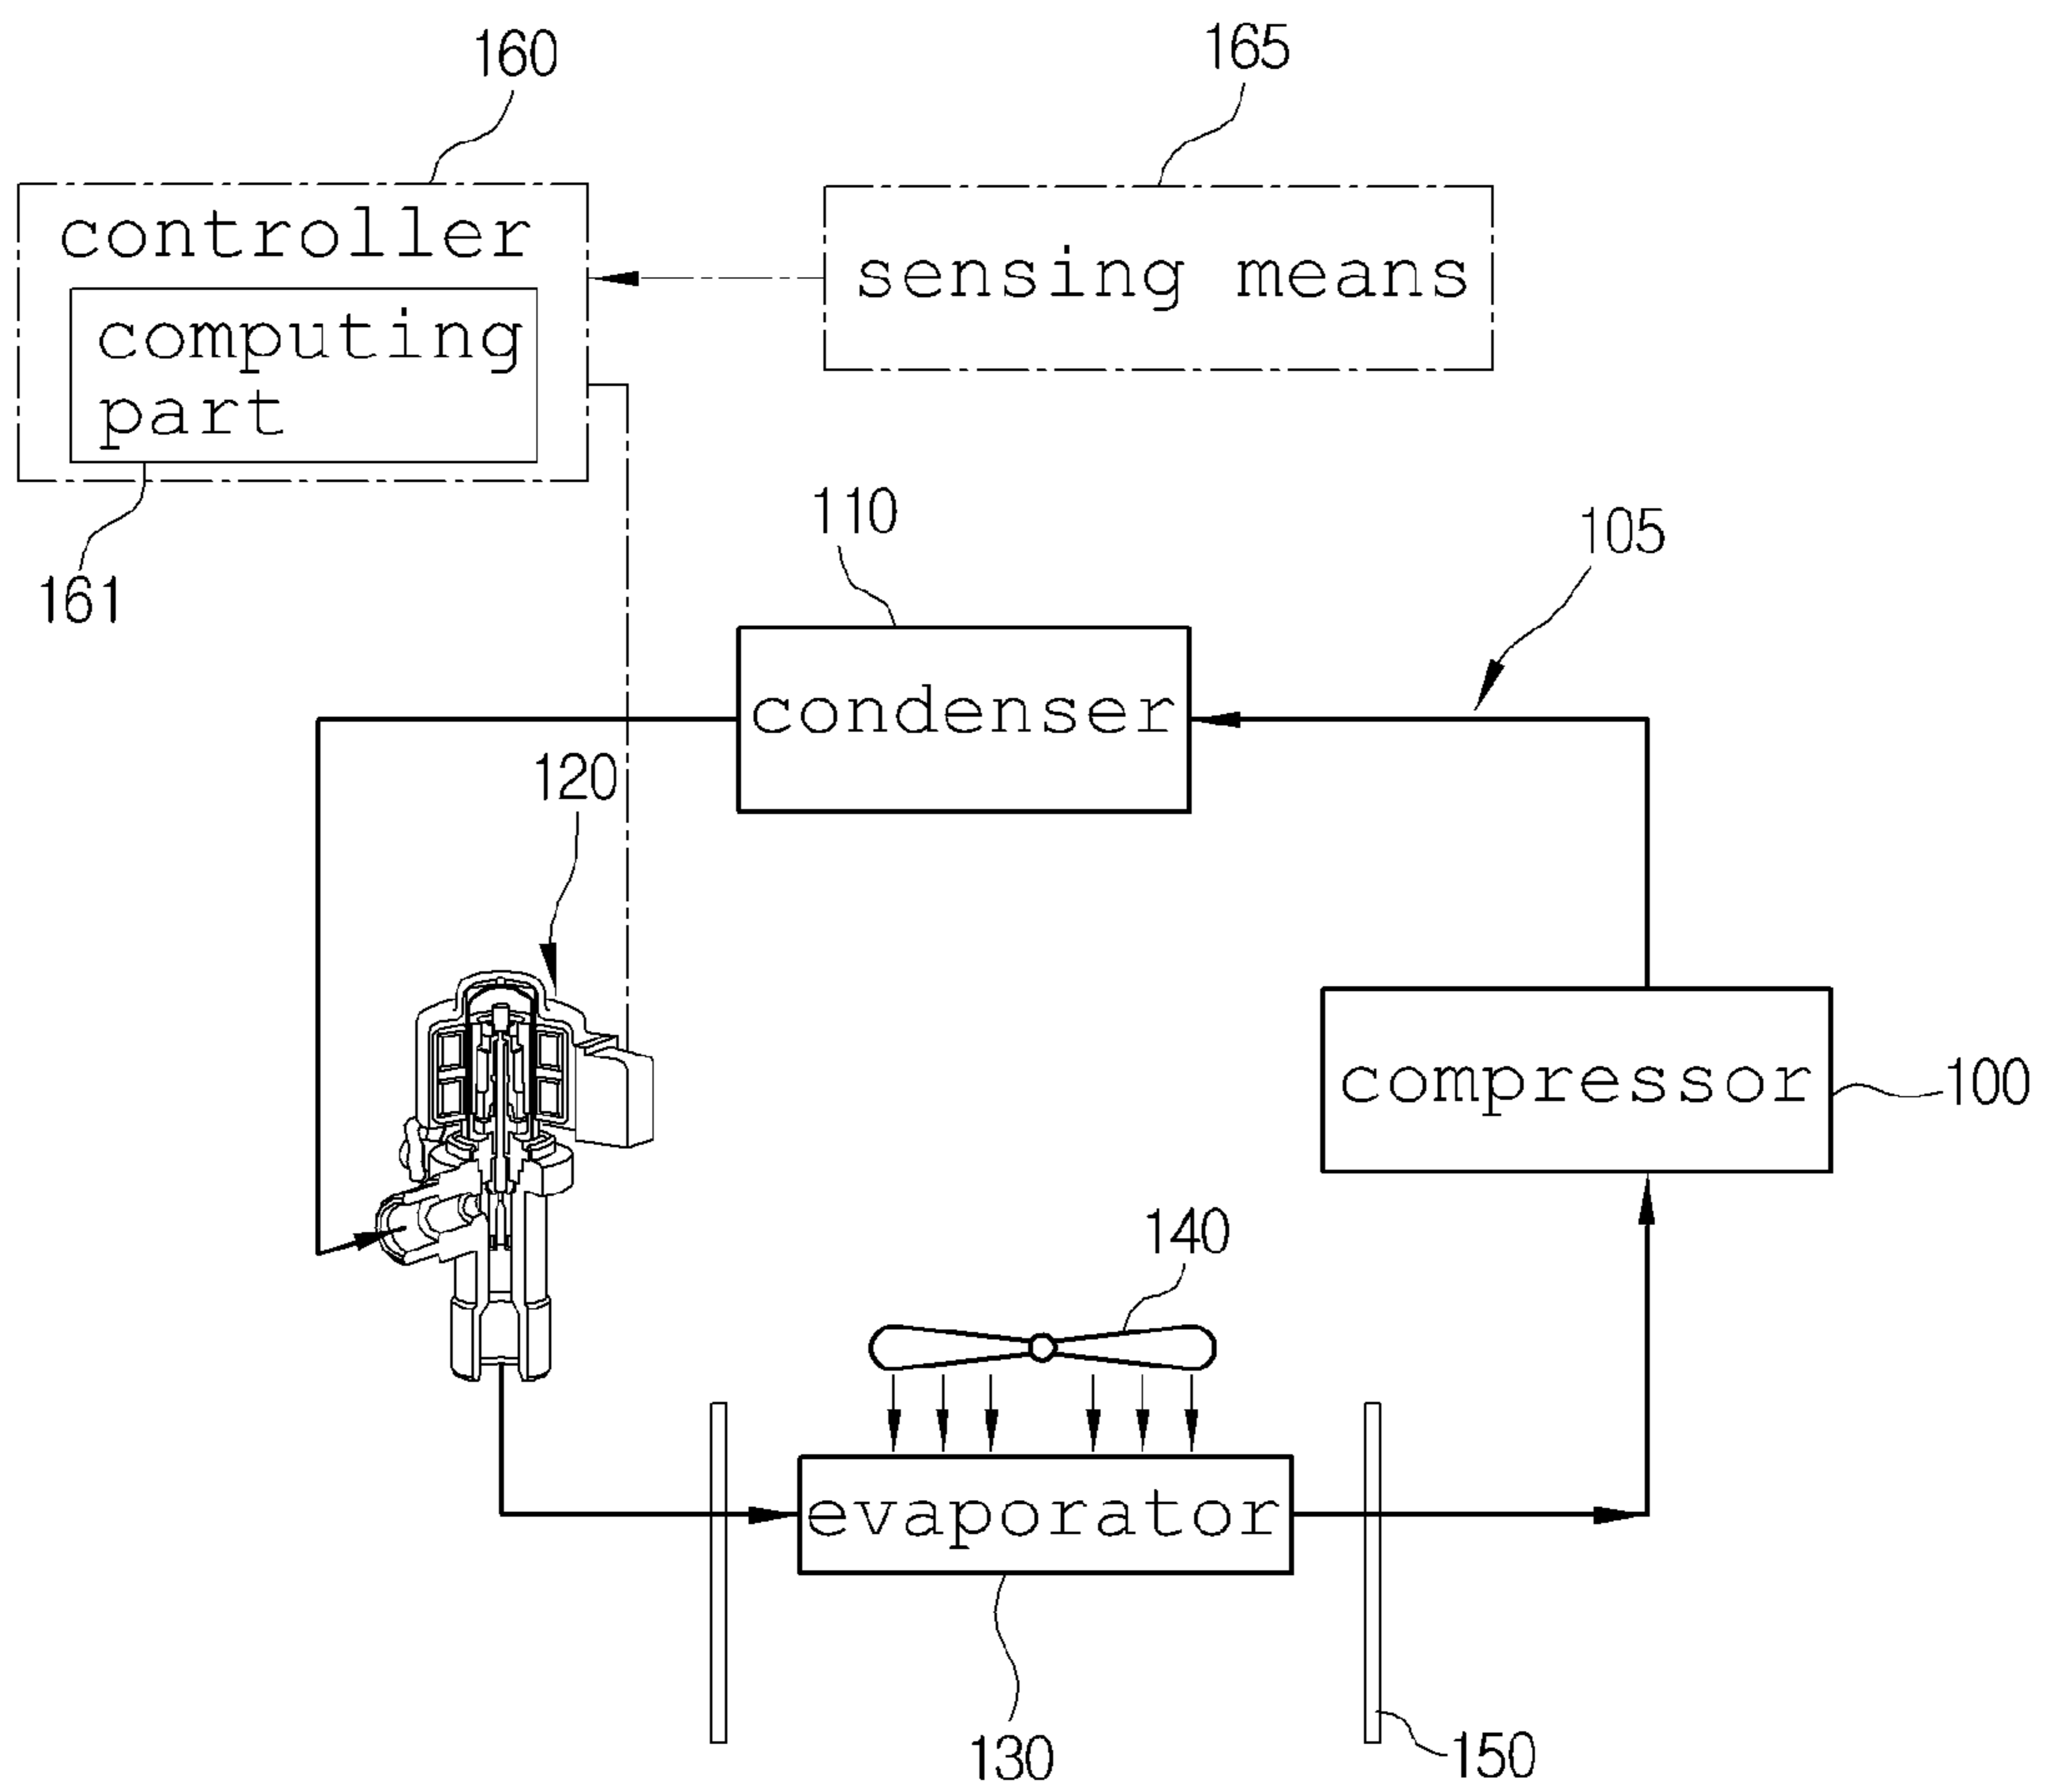 160
165
controller
sensing means
computing
part
110
105
161
condenser
120
compressor
100
140
evaporator
130
150